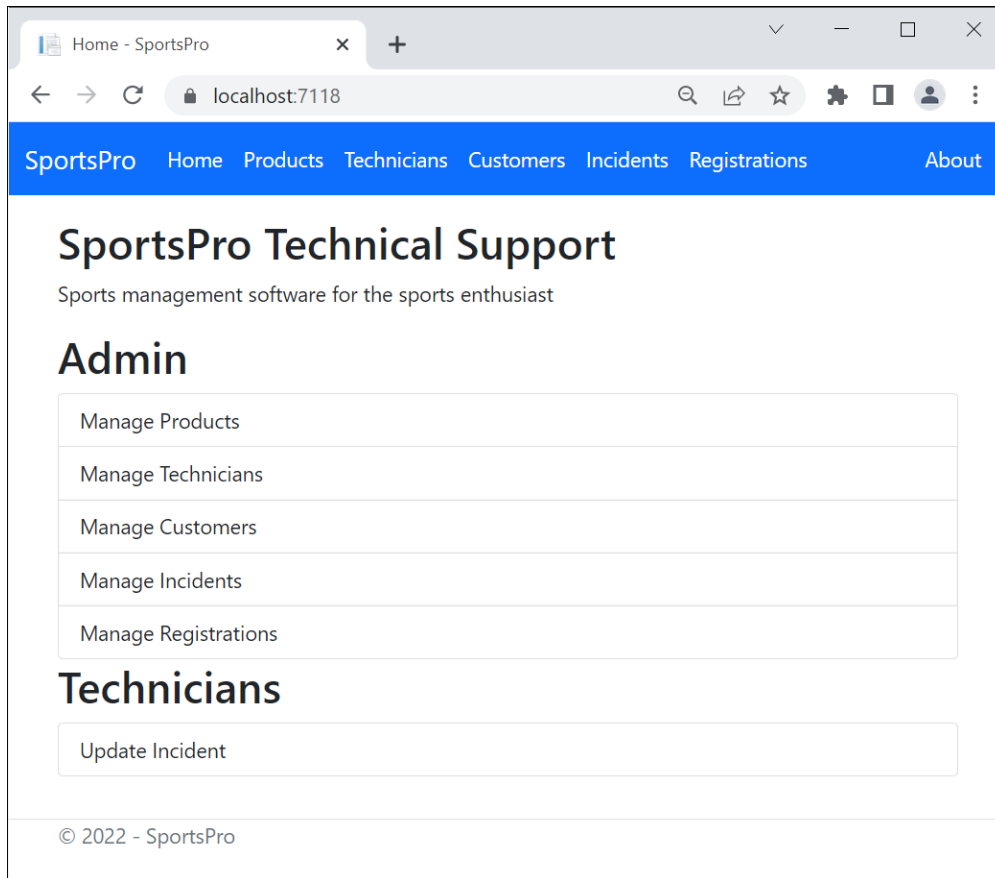 Home - SportsPro
localhost:7118
SportsPro Home Products Technicians Customers Incidents Registrations About
SportsPro Technical Support
Sports management software for the sports enthusiast
Admin
Manage Products
Manage Technicians
Manage Customers
Manage Incidents
Manage Registrations
Technicians
Update Incident
© 2022 - SportsPro